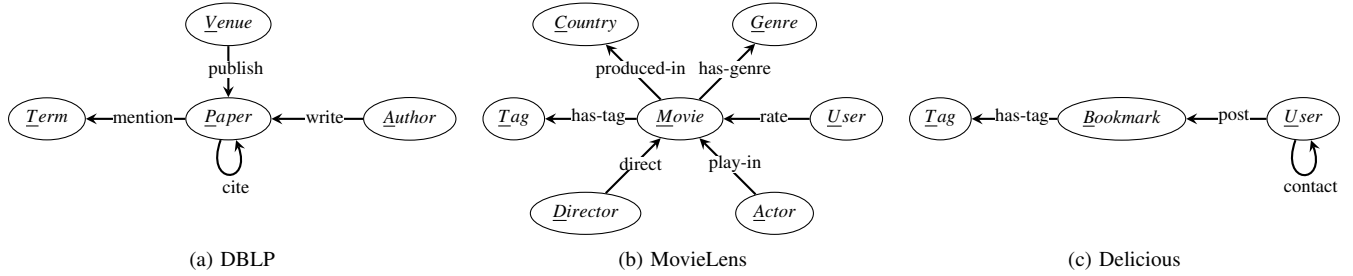 Venue
publish
Term
mention
Paper
write
Author
cite
(a) DBLP
Country
Genre
produced-in
has-genre
Tag
has-tag
Movie
rate
User
direct
play-in
Director
Actor
(b) MovieLens
Tag
has-tag
Bookmark
post
User
contact
(c) Delicious